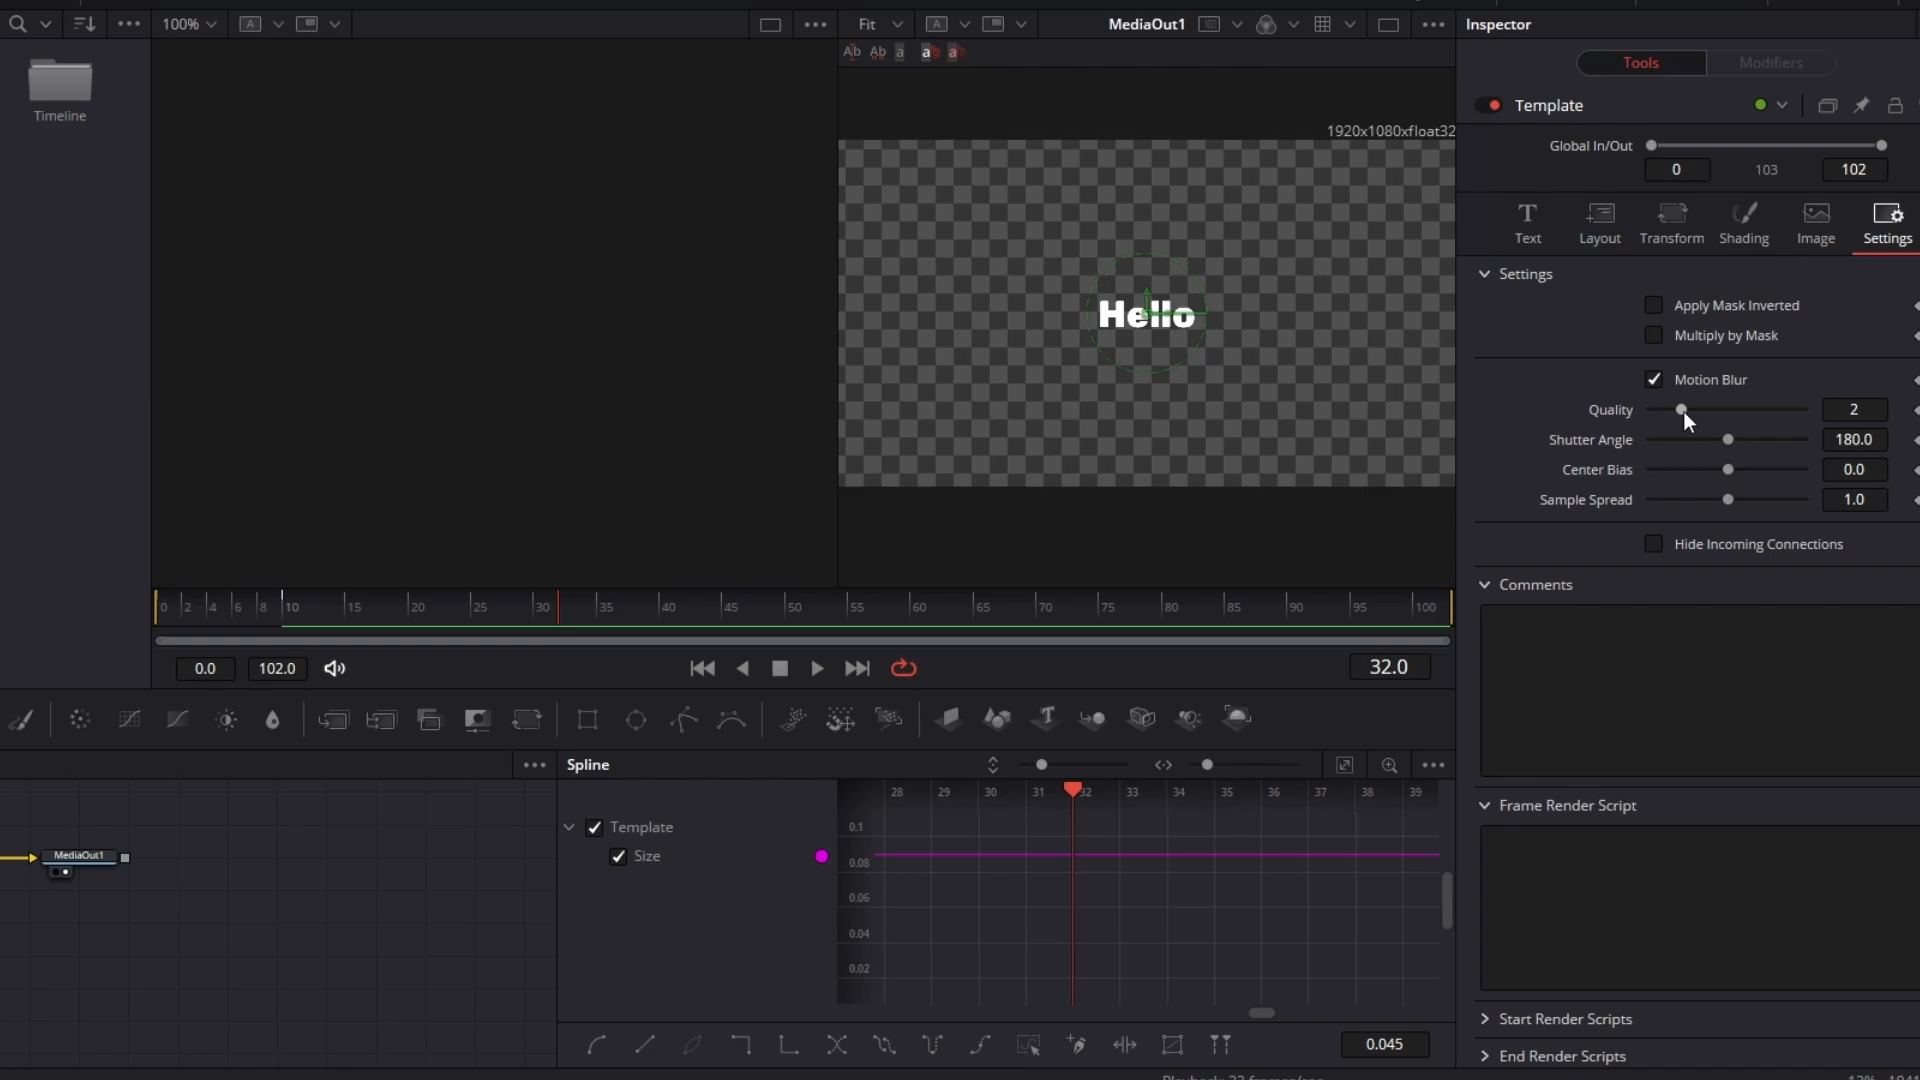 100%
Fit
MediaOut1
Inspector
Tools
Modifiers
Timeline
Template
1920x1080xfloat32
Global In/Out
0
103
102
Text
Layout
Transform
Shading
Image
Settings
Settings
Apply Mask Inverted
Multiply by Mask
Hello
Motion Blur
Quality
2
Shutter Angle
180.0
Center Bias
0.0
Sample Spread
1.0
Hide Incoming Connections
Comments
0 2 4 6 8 10 15 20 25 30 35 40 45 50 55 60 65 70 75 80 85 90 95 100
0.0
102.0
32.0
Spline
28 29 30 31 32 33 34 35 36 37 38 39
Frame Render Script
Template
Size
0.1
0.08
0.06
0.04
0.02
MediaOut1
Start Render Scripts
End Render Scripts
0.045